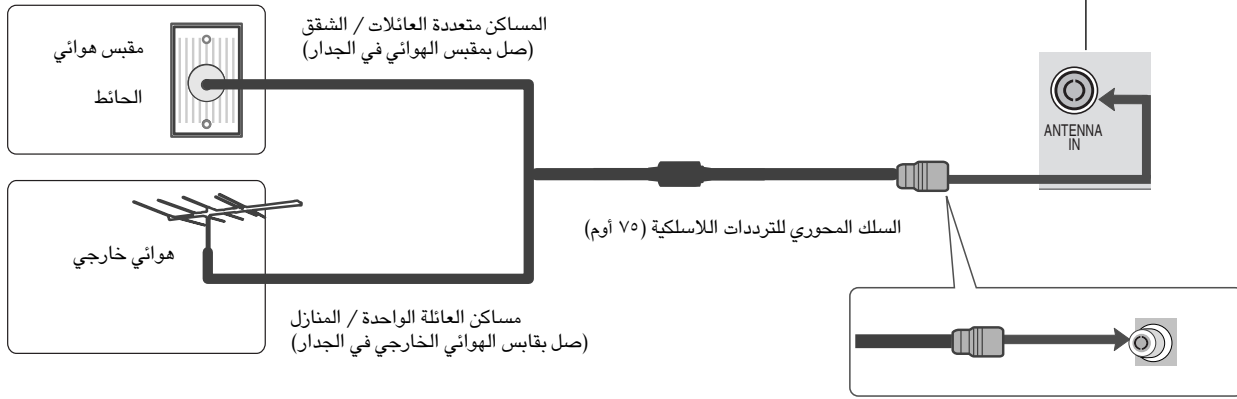 المساكن متعددة العائلات / الشقق
(صل بمقبس الهوائي في الجدار)
مقبس هوائي
الحائط
ANTENNA
IN
السلك المحوري للترددات اللاسلكية (٧٥ أوم)
هوائي خارجي
مساكن العائلة الواحدة / المنازل
(صل بقابس الهوائي الخارجي في الجدار)